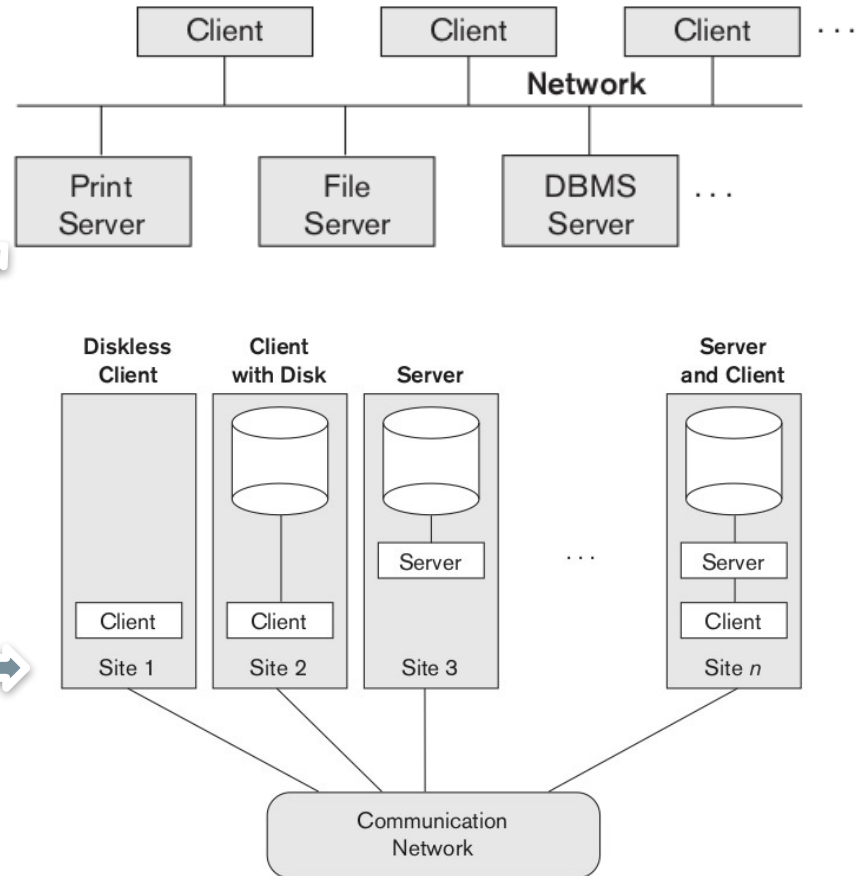 Client
Client
Client
. . .
Network
Print
Server
File
Server
DBMS
Server
. . .
Diskless
Client
Client
with Disk
Server
Server
and Client
Server
. . .
Server
Client
Client
Client
Site 1
Site 2
Site 3
Site n
Communication
Network